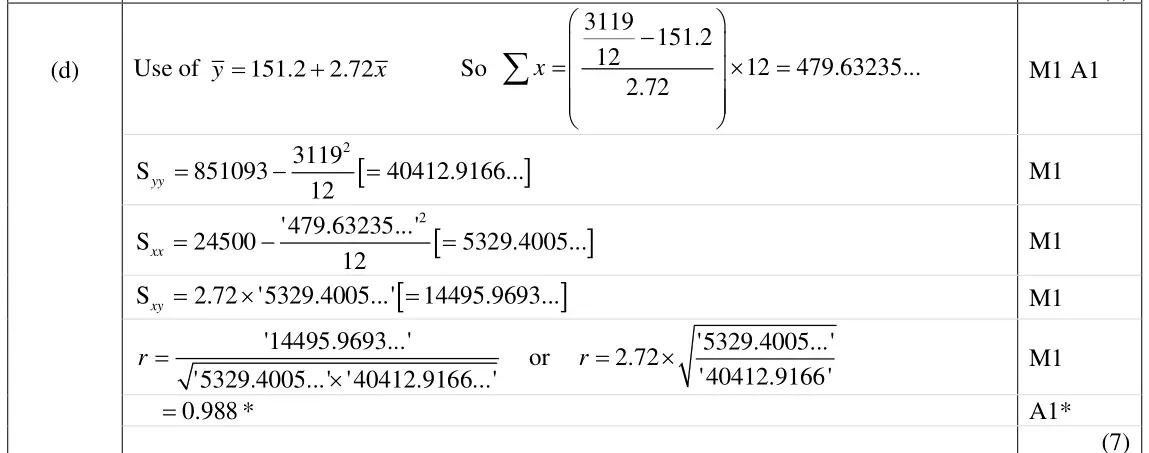 (d) Use of ȳ = 151.2 + 2.72x̄ So ∑x = ((3119/12 − 151.2)/2.72) × 12 = 479.63235... M1 A1
S_yy = 851093 − 3119²/12 [= 40412.9166...] M1
S_xx = 24500 − '479.63235...'²/12 [= 5329.4005...] M1
S_xy = 2.72 × '5329.4005...' [= 14495.9693...] M1
r = '14495.9693...'/√('5329.4005...' × '40412.9166...') or r = 2.72 × √('5329.4005...'/'40412.9166') M1
= 0.988 * A1*
(7)